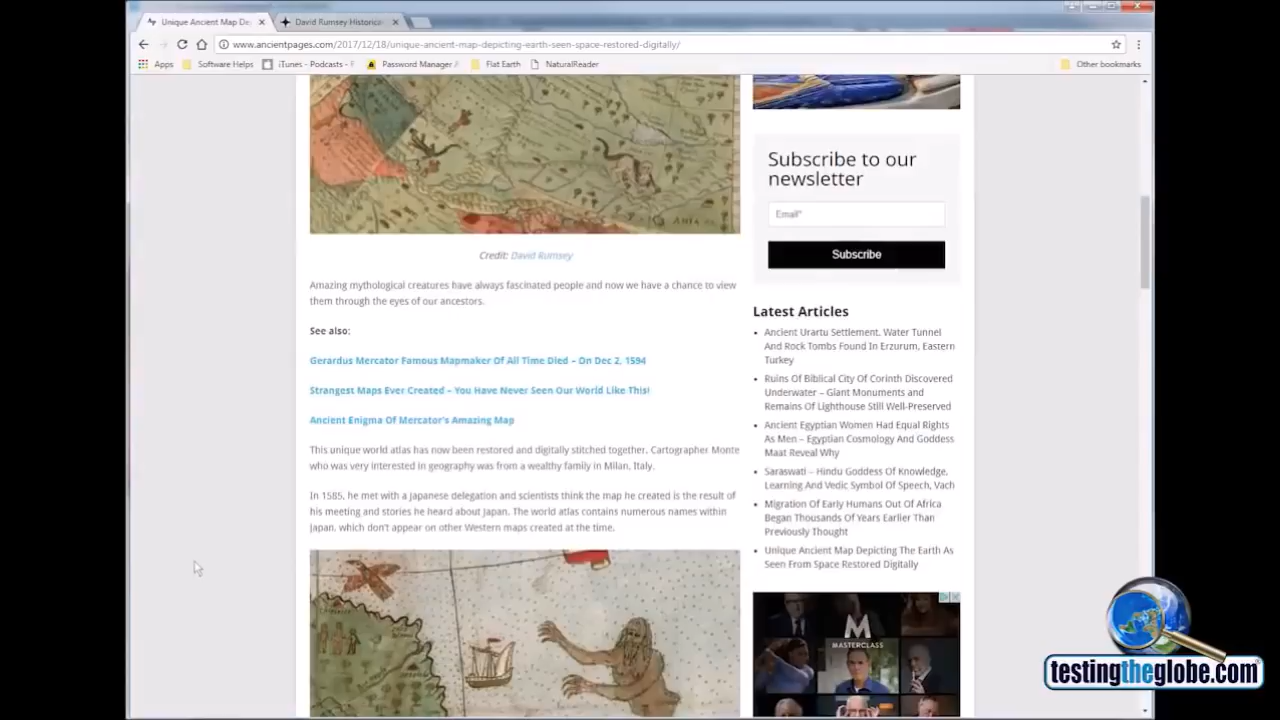 Unique Ancient Map De
David Rumsey Historica
www.ancientpages.com/2017/12/18/unique-ancient-map-depicting-earth-seen-space-restored-digitally/
Apps Software Helps iTunes - Podcasts - F Password Manager Flat Earth NaturalReader Other bookmarks
Credit: David Rumsey
Amazing mythological creatures have always fascinated people and now we have a chance to view
them through the eyes of our ancestors.
See also:
Gerardus Mercator Famous Mapmaker Of All Time Died – On Dec 2, 1594
Strangest Maps Ever Created – You Have Never Seen Our World Like This!
Ancient Enigma Of Mercator's Amazing Map
This unique world atlas has now been restored and digitally stitched together. Cartographer Monte
who was very interested in geography was from a wealthy family in Milan, Italy.
In 1585, he met with a Japanese delegation and scientists think the map he created is the result of
his meeting and stories he heard about Japan. The world atlas contains numerous names within
Japan, which don't appear on other Western maps created at the time.
Subscribe to our
newsletter
Email*
Subscribe
Latest Articles
Ancient Urartu Settlement, Water Tunnel
And Rock Tombs Found In Erzurum, Eastern
Turkey
Ruins Of Biblical City Of Corinth Discovered
Underwater – Giant Monuments and
Remains Of Lighthouse Still Well-Preserved
Ancient Egyptian Women Had Equal Rights
As Men – Egyptian Cosmology And Goddess
Maat Reveal Why
Saraswati – Hindu Goddess Of Knowledge,
Learning And Vedic Symbol Of Speech, Vach
Migration Of Early Humans Out Of Africa
Began Thousands Of Years Earlier Than
Previously Thought
Unique Ancient Map Depicting The Earth As
Seen From Space Restored Digitally
M
MASTERCLASS
testingtheglobe.com